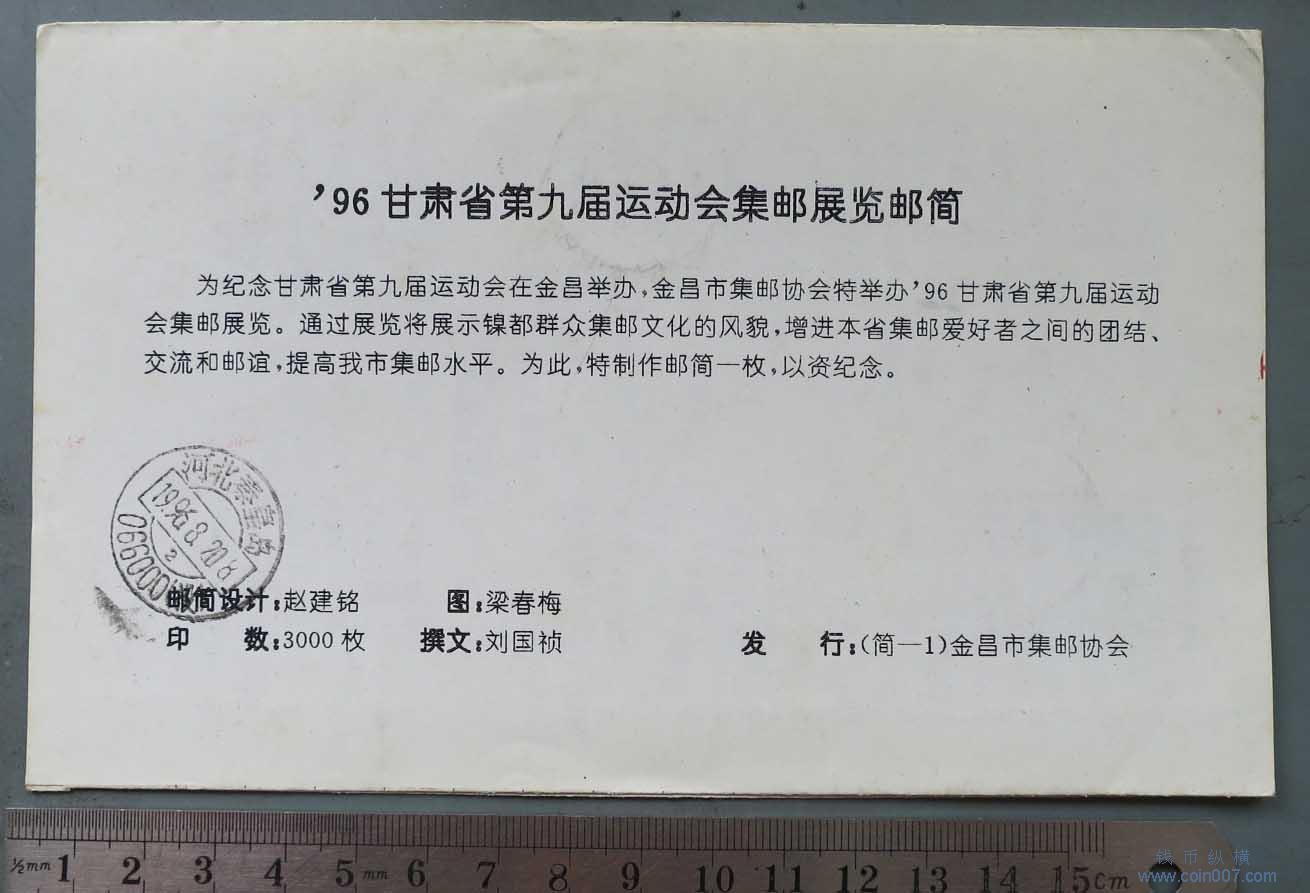 '96 甘肃省第九届运动会集邮展览邮简
为纪念甘肃省第九届运动会在金昌举办,金昌市集邮协会特举办'96 甘肃省第九届运动
会集邮展览。通过展览将展示镍都群众集邮文化的风貌,增进本省集邮爱好者之间的团结、
交流和邮谊,提高我市集邮水平。为此,特制作邮简一枚,以资纪念。
河北秦皇岛
1996.8.20.8
2
066000
邮简设计:赵建铭 图:梁春梅
印 数:3000 枚 撰文:刘国祯 发 行:(简一1)金昌市集邮协会
½mm 1 2 3 4 5 mm 6 7 8 9 10 11 12 13 14 15cm
钱币纵横
www.coin007.com